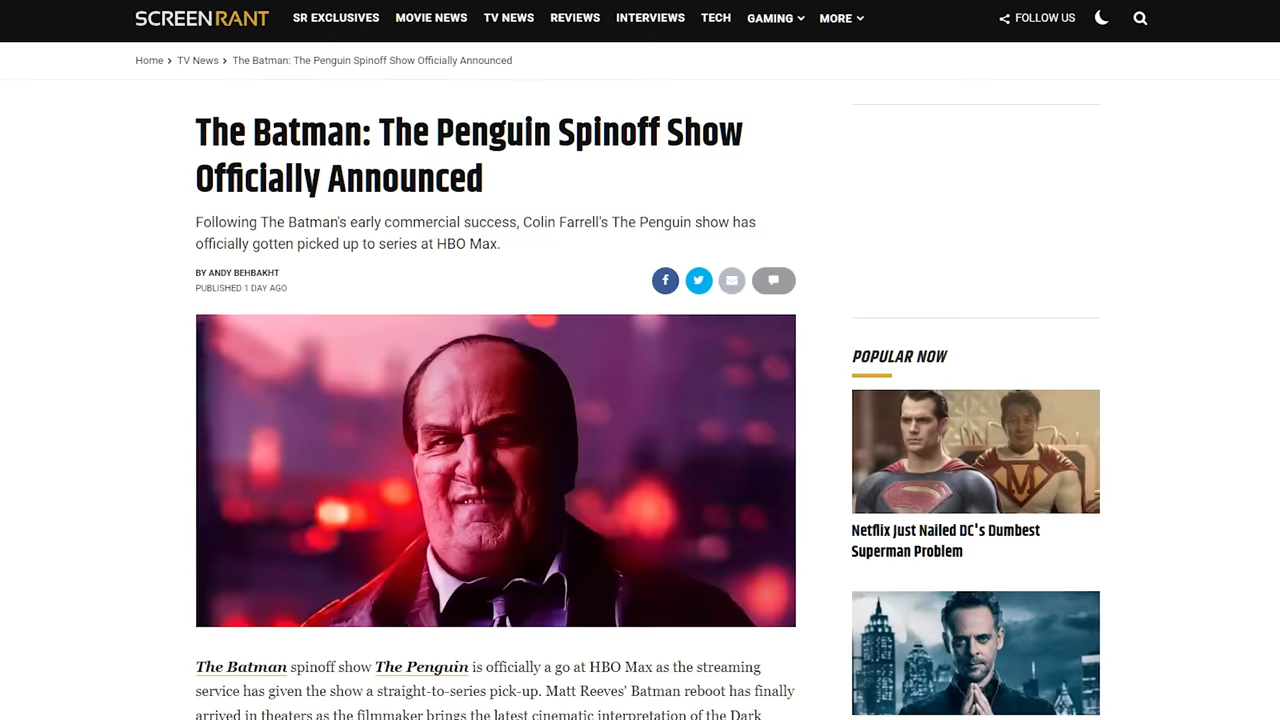 SCREENRANT SR EXCLUSIVES MOVIE NEWS TV NEWS REVIEWS INTERVIEWS TECH GAMING MORE FOLLOW US
Home TV News The Batman: The Penguin Spinoff Show Officially Announced
The Batman: The Penguin Spinoff Show
Officially Announced
Following The Batman's early commercial success, Colin Farrell's The Penguin show has
officially gotten picked up to series at HBO Max.
BY ANDY BEHBAKHT
PUBLISHED 1 DAY AGO
The Batman spinoff show The Penguin is officially a go at HBO Max as the streaming
service has given the show a straight-to-series pick-up. Matt Reeves' Batman reboot has finally
arrived in theaters as the filmmaker brings the latest cinematic interpretation of the Dark
POPULAR NOW
M
Netflix Just Nailed DC's Dumbest
Superman Problem